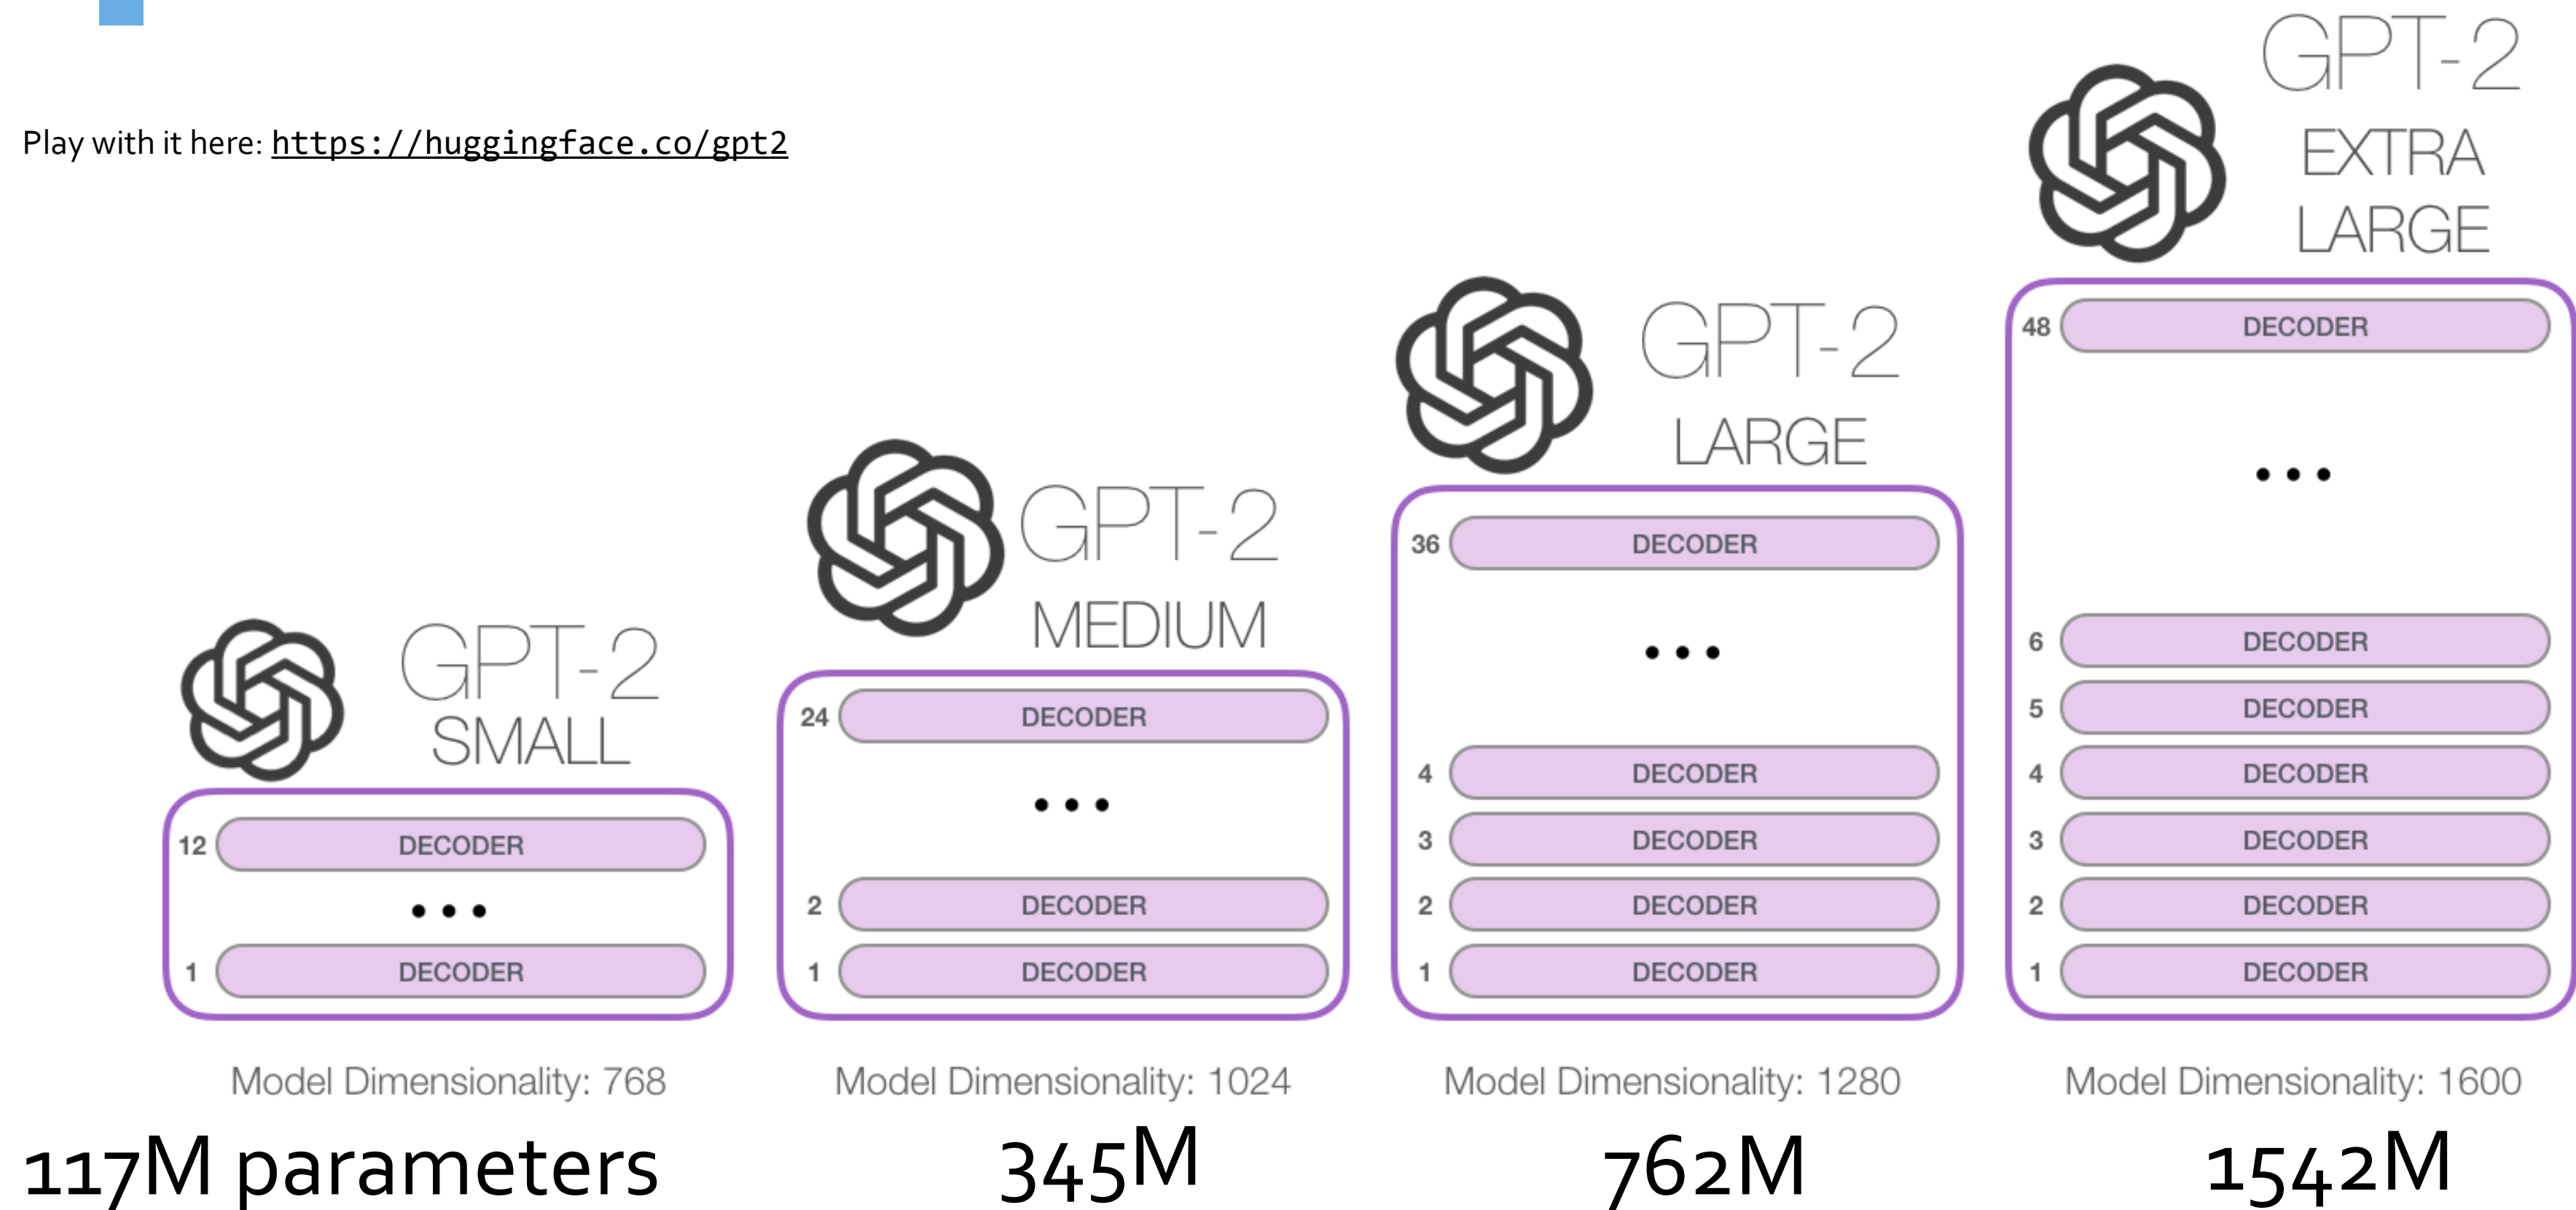 Play with it here: https://huggingface.co/gpt2
GPT-2
SMALL
12 DECODER
...
1 DECODER
Model Dimensionality: 768
117M parameters
GPT-2
MEDIUM
24 DECODER
...
2 DECODER
1 DECODER
Model Dimensionality: 1024
345M
GPT-2
LARGE
36 DECODER
...
4 DECODER
3 DECODER
2 DECODER
1 DECODER
Model Dimensionality: 1280
762M
GPT-2
EXTRA
LARGE
48 DECODER
...
6 DECODER
5 DECODER
4 DECODER
3 DECODER
2 DECODER
1 DECODER
Model Dimensionality: 1600
1542M